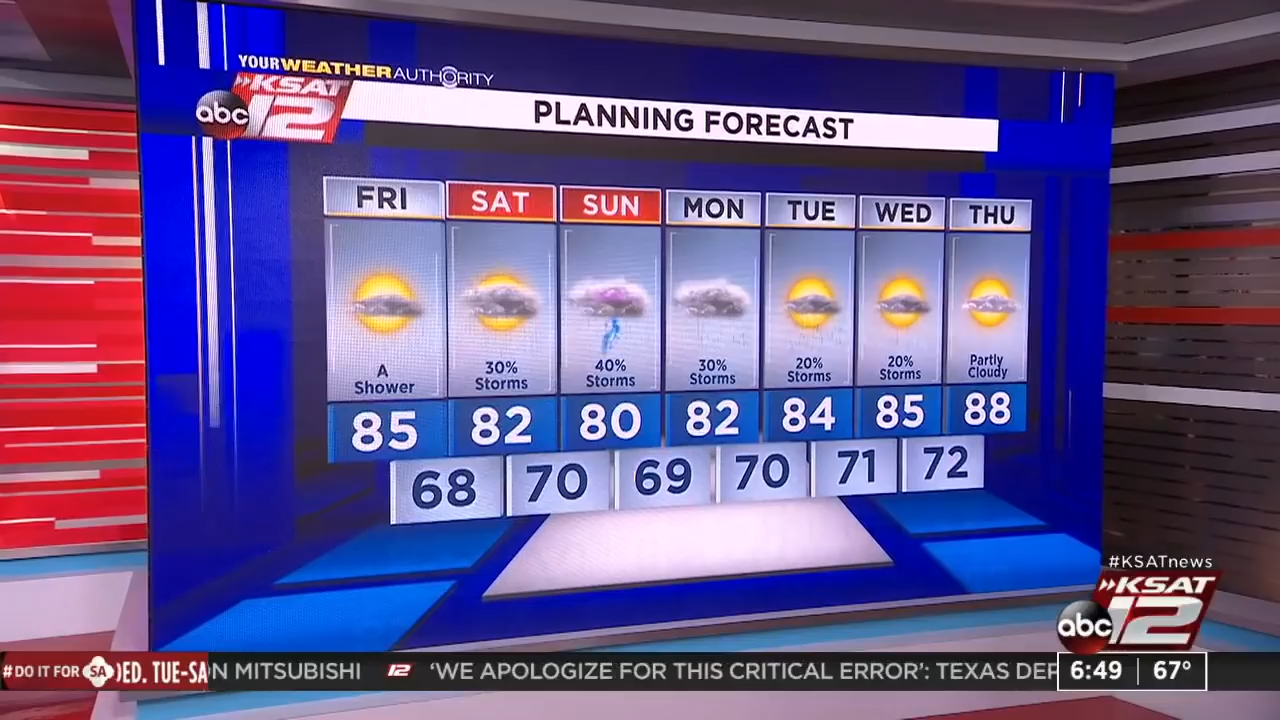 YOUR WEATHER AUTHORITY
»KSAT
abc 12
PLANNING FORECAST
FRI SAT SUN MON TUE WED THU
A Shower
30% Storms
40% Storms
30% Storms
20% Storms
20% Storms
Partly Cloudy
85 82 80 82 84 85 88
68 70 69 70 71 72
#KSATnews
»KSAT
abc 12
#DO IT FOR SA
ED. TUE-SA
N MITSUBISHI 12 'WE APOLOGIZE FOR THIS CRITICAL ERROR': TEXAS DEP
6:49 67°